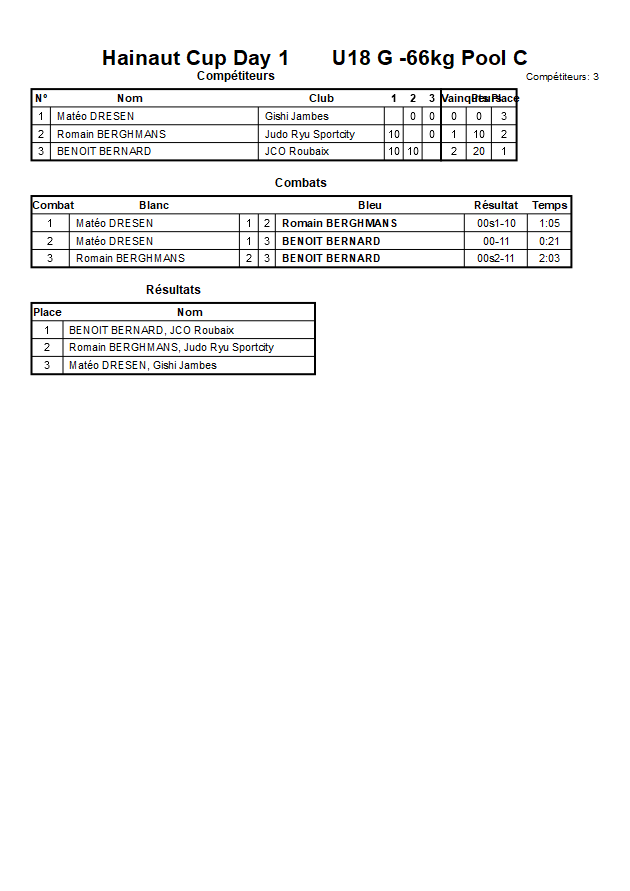 Hainaut Cup Day 1 U18 G -66kg Pool C
Compétiteurs Compétiteurs: 3
Nº Nom Club 1 2 3 Vainqueurs Pts Place
1 Matéo DRESEN Gishi Jambes 0 0 0 0 3
2 Romain BERGHMANS Judo Ryu Sportcity 10 0 1 10 2
3 BENOIT BERNARD JCO Roubaix 10 10 2 20 1
Combats
Combat Blanc Bleu Résultat Temps
1 Matéo DRESEN 1 2 Romain BERGHMANS 00s1-10 1:05
2 Matéo DRESEN 1 3 BENOIT BERNARD 00-11 0:21
3 Romain BERGHMANS 2 3 BENOIT BERNARD 00s2-11 2:03
Résultats
Place Nom
1 BENOIT BERNARD, JCO Roubaix
2 Romain BERGHMANS, Judo Ryu Sportcity
3 Matéo DRESEN, Gishi Jambes